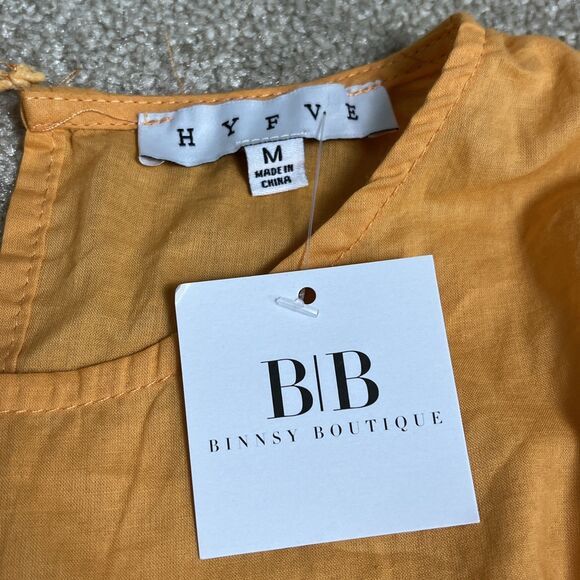 HYFVE
M
MADE IN
CHINA
B|B
BINNSY BOUTIQUE